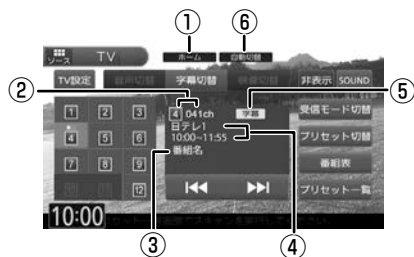 ① ⑥
ソース TV ホーム 自動切替
TV設定 音声切替 字幕切替 映像切替 非表示 SOUND
② ⑤
1 2 3 4 041ch 字幕 受信モード切替
日テレ1
4 5 6 10:00~11:55 プリセット切替
番組名
7 8 9 番組表
12 プリセット一覧
10:00
③ ④